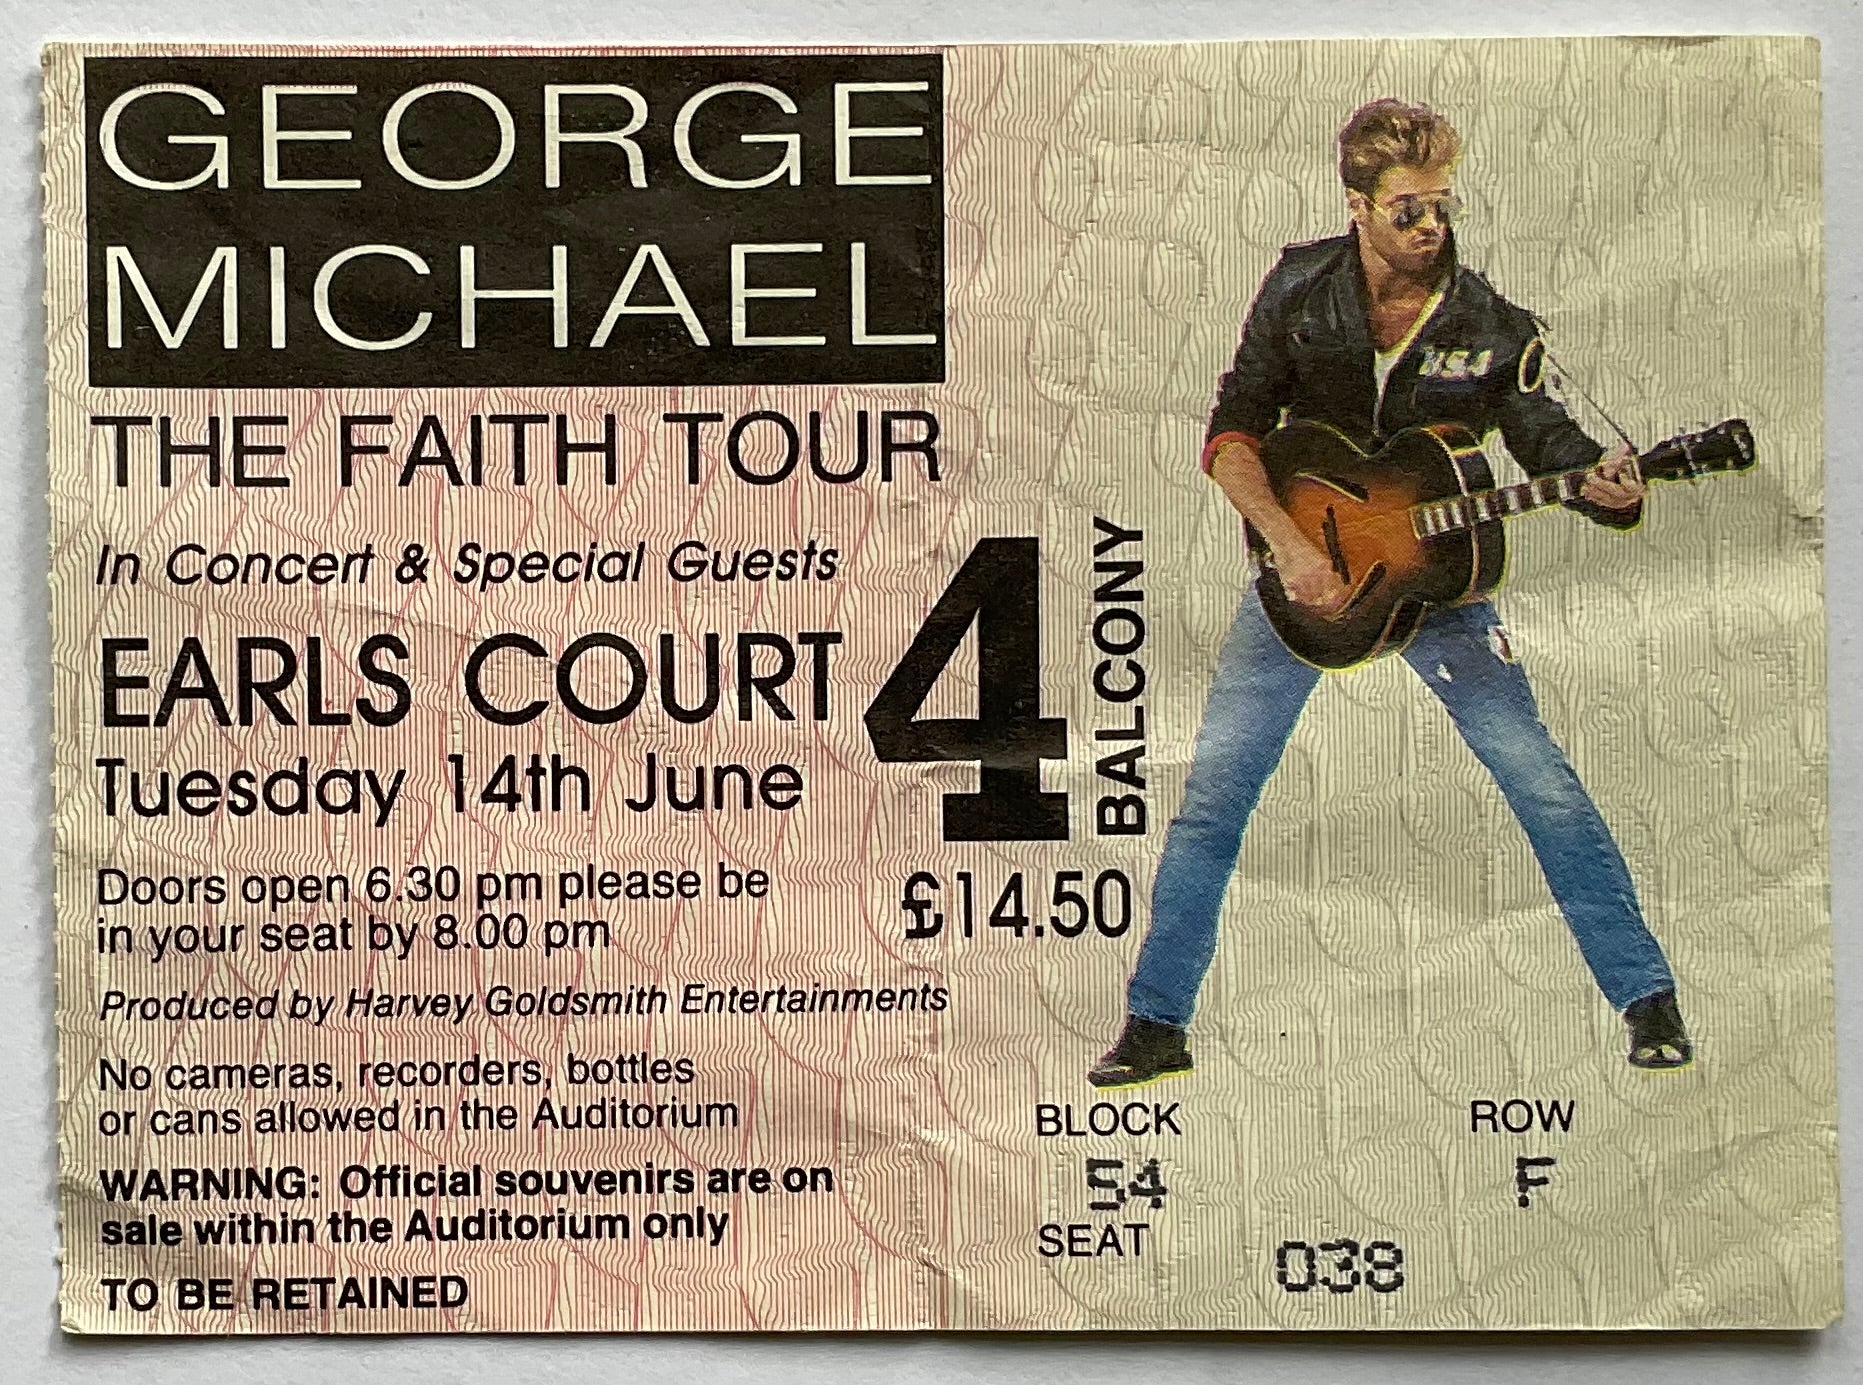 GEORGE
MICHAEL
THE FAITH TOUR
In Concert & Special Guests
EARLS COURT
Tuesday 14th June
Doors open 6.30 pm please be
in your seat by 8.00 pm
Produced by Harvey Goldsmith Entertainments
No cameras, recorders, bottles
or cans allowed in the Auditorium
WARNING: Official souvenirs are on
sale within the Auditorium only
TO BE RETAINED
4
BALCONY
£14.50
USA
BLOCK
ROW
54
F
SEAT
038